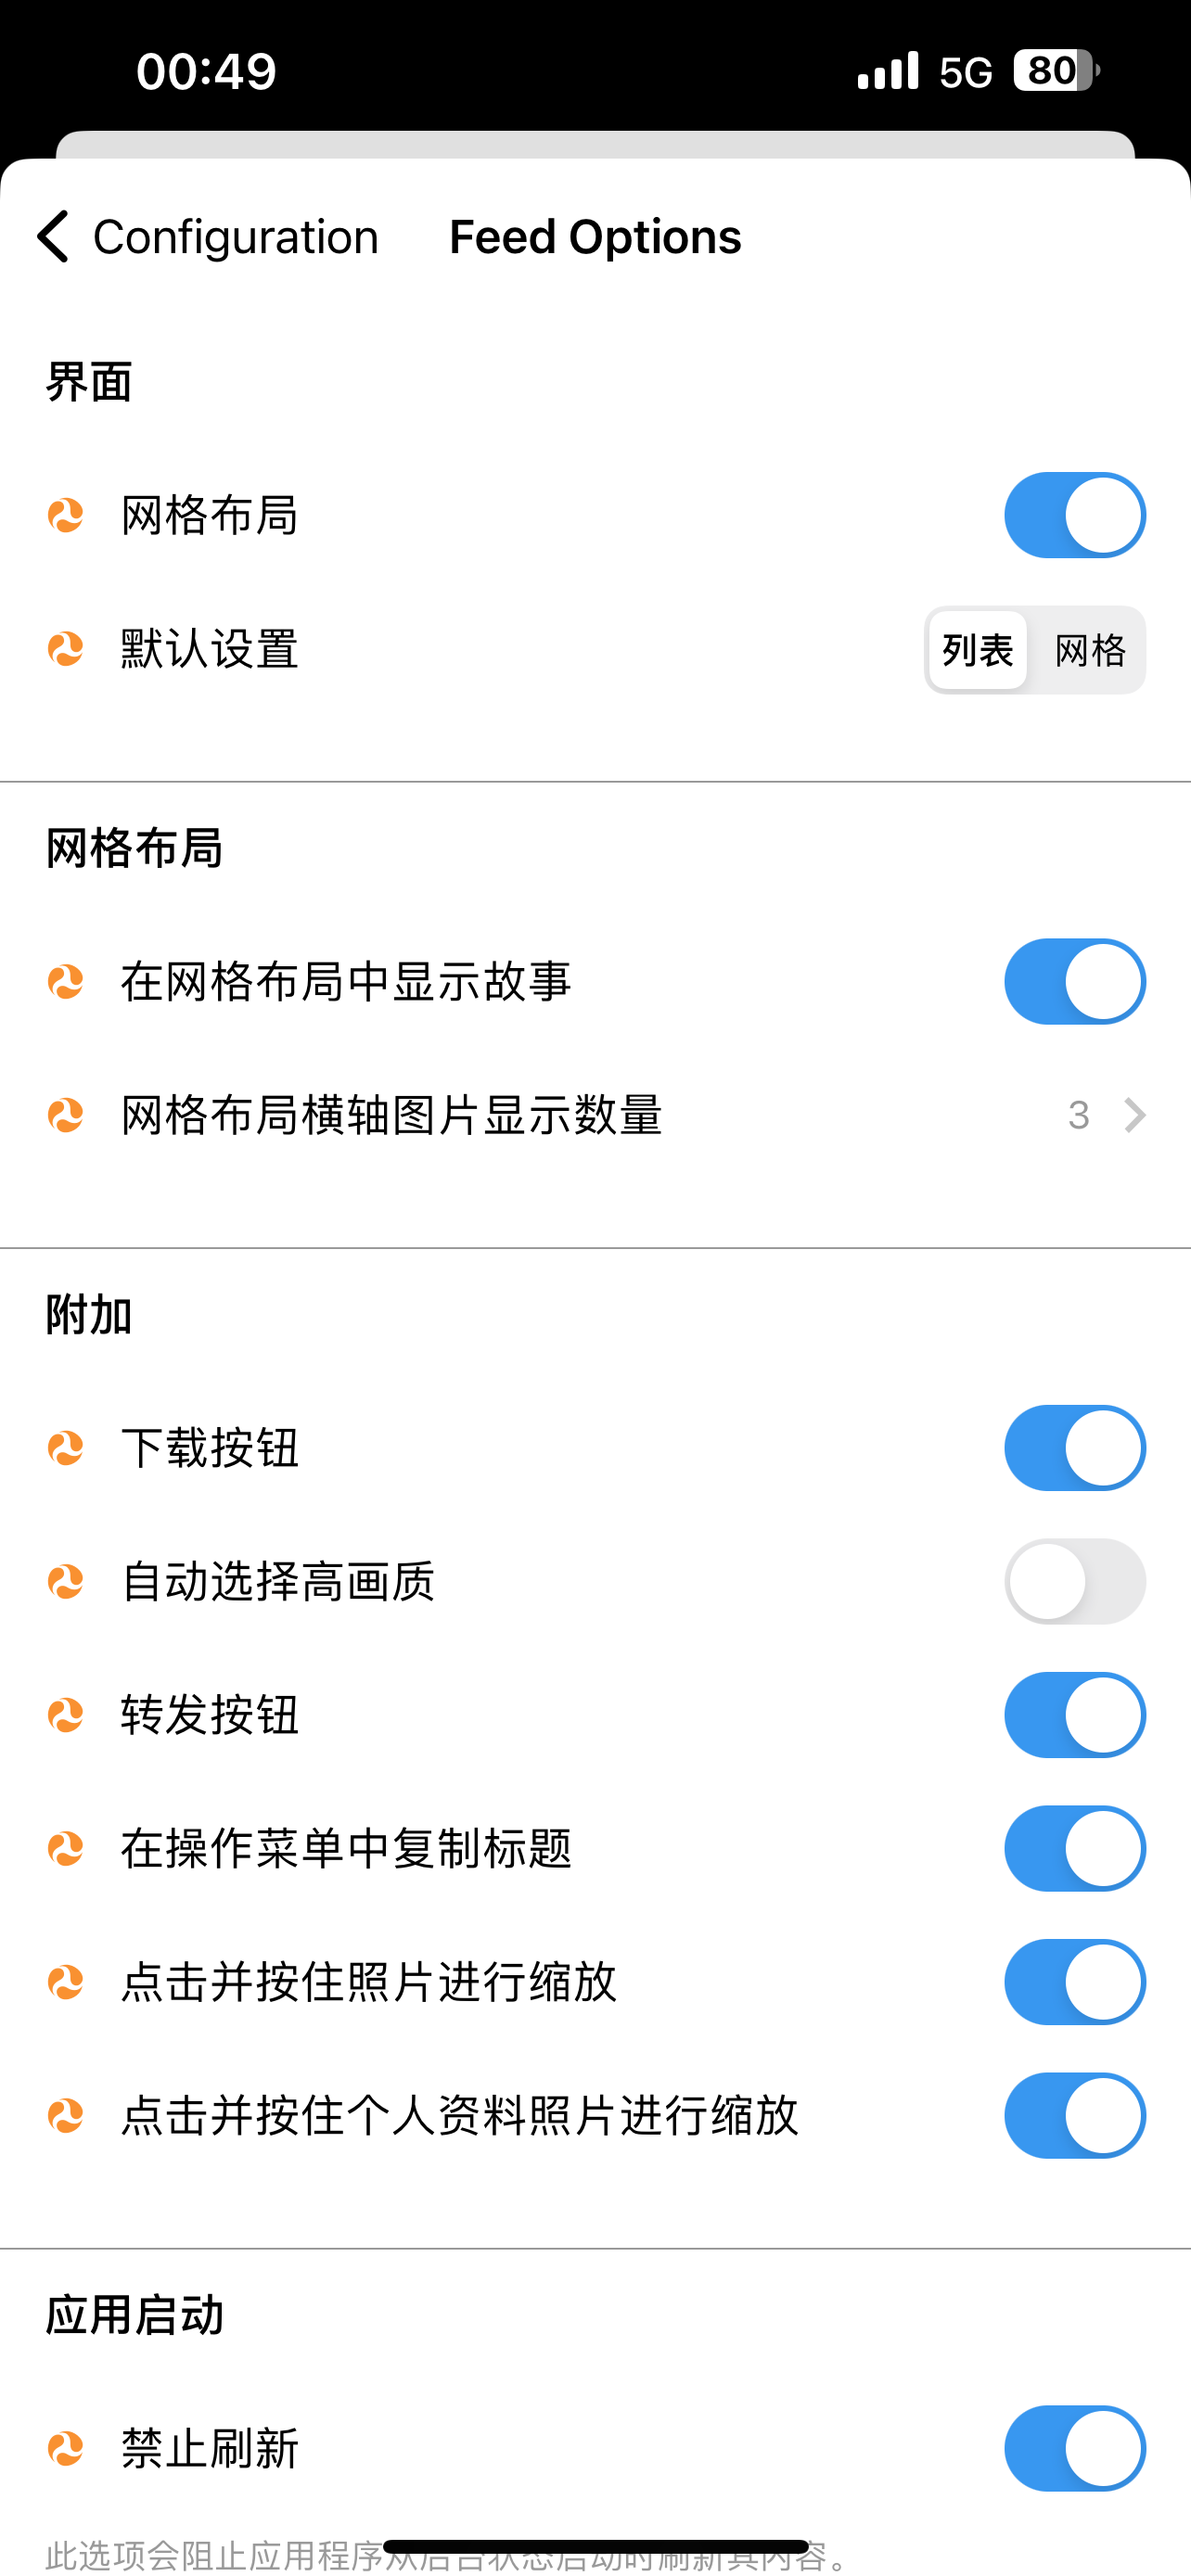 00:49 5G 80
Configuration Feed Options
界面
网格布局
默认设置 列表 网格
网格布局
在网格布局中显示故事
网格布局横轴图片显示数量 3
附加
下载按钮
自动选择高画质
转发按钮
在操作菜单中复制标题
点击并按住照片进行缩放
点击并按住个人资料照片进行缩放
应用启动
禁止刷新
此选项会阻止应用程序从后台状态启动时刷新其内容。